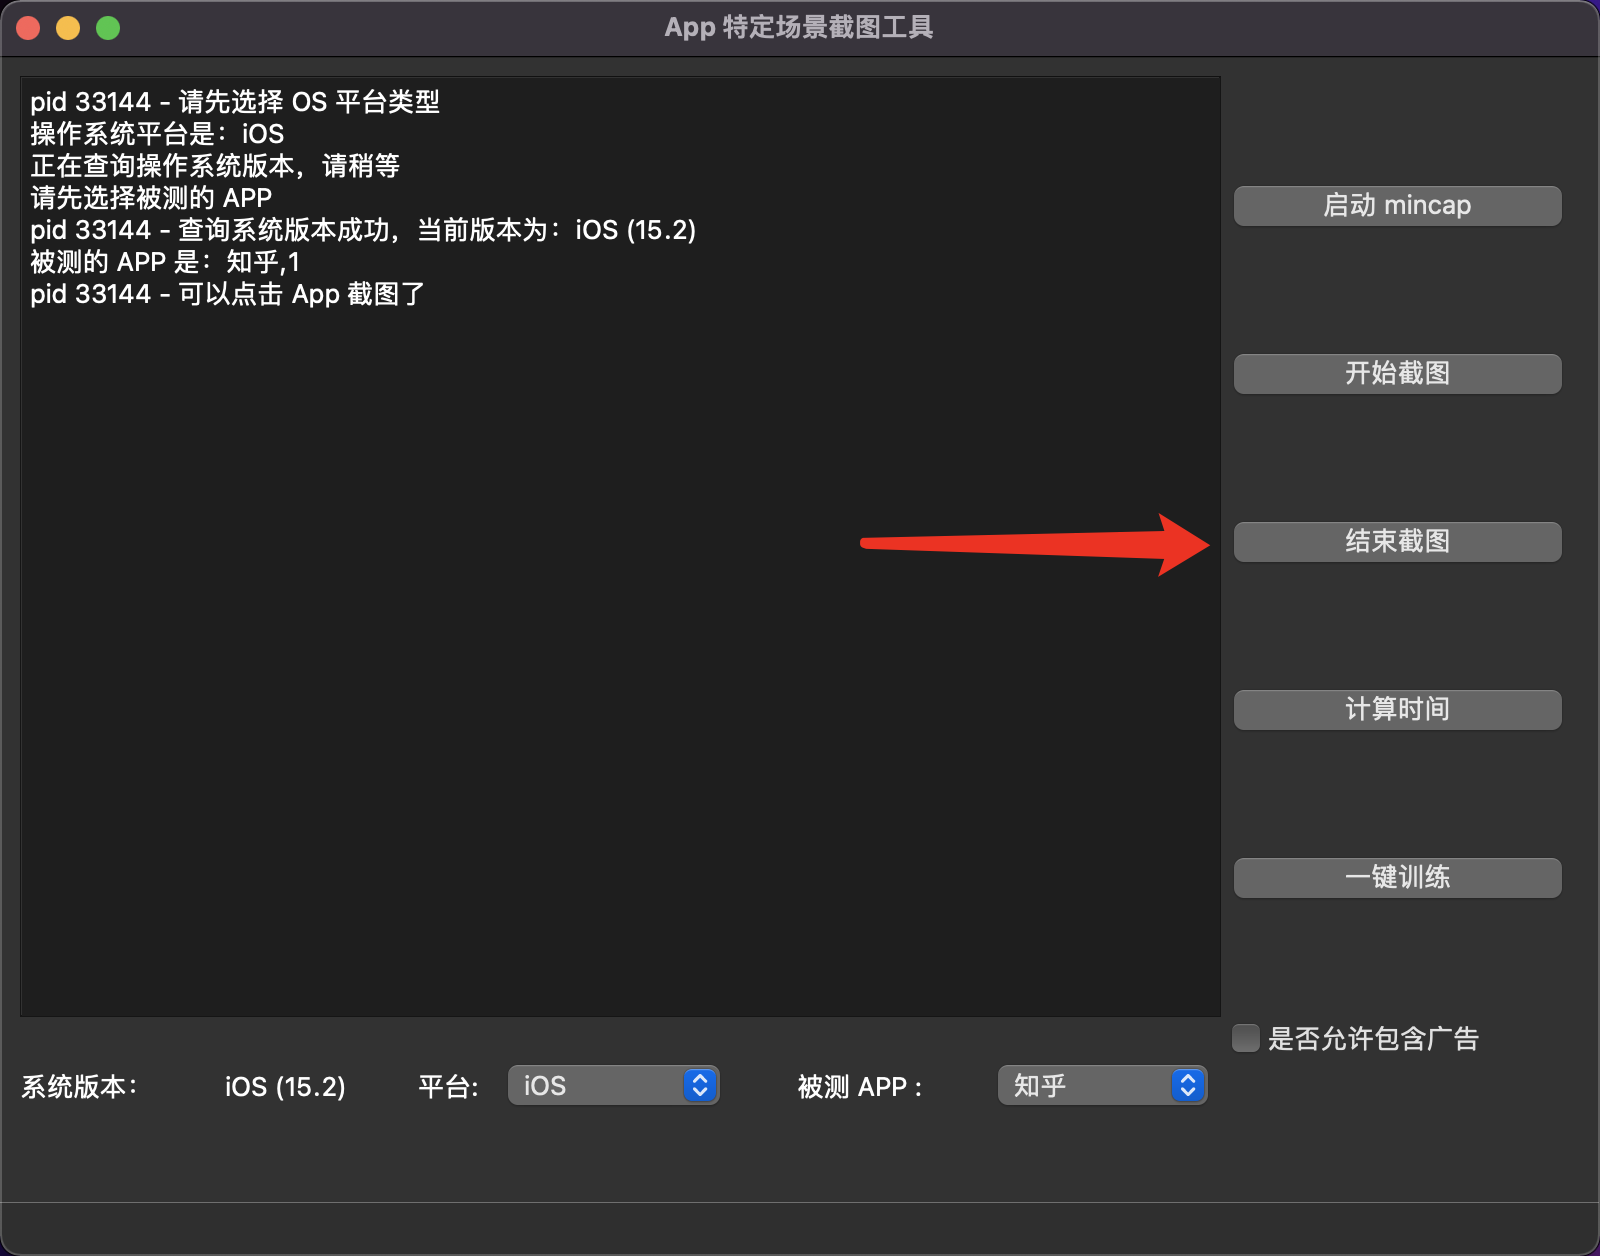 App 特定场景截图工具
pid 33144 - 请先选择 OS 平台类型
操作系统平台是：iOS
正在查询操作系统版本，请稍等
请先选择被测的 APP
pid 33144 - 查询系统版本成功，当前版本为：iOS (15.2)
被测的 APP 是：知乎,1
pid 33144 - 可以点击 App 截图了
启动 mincap
开始截图
结束截图
计算时间
一键训练
是否允许包含广告
系统版本： iOS (15.2) 平台: iOS 被测 APP : 知乎